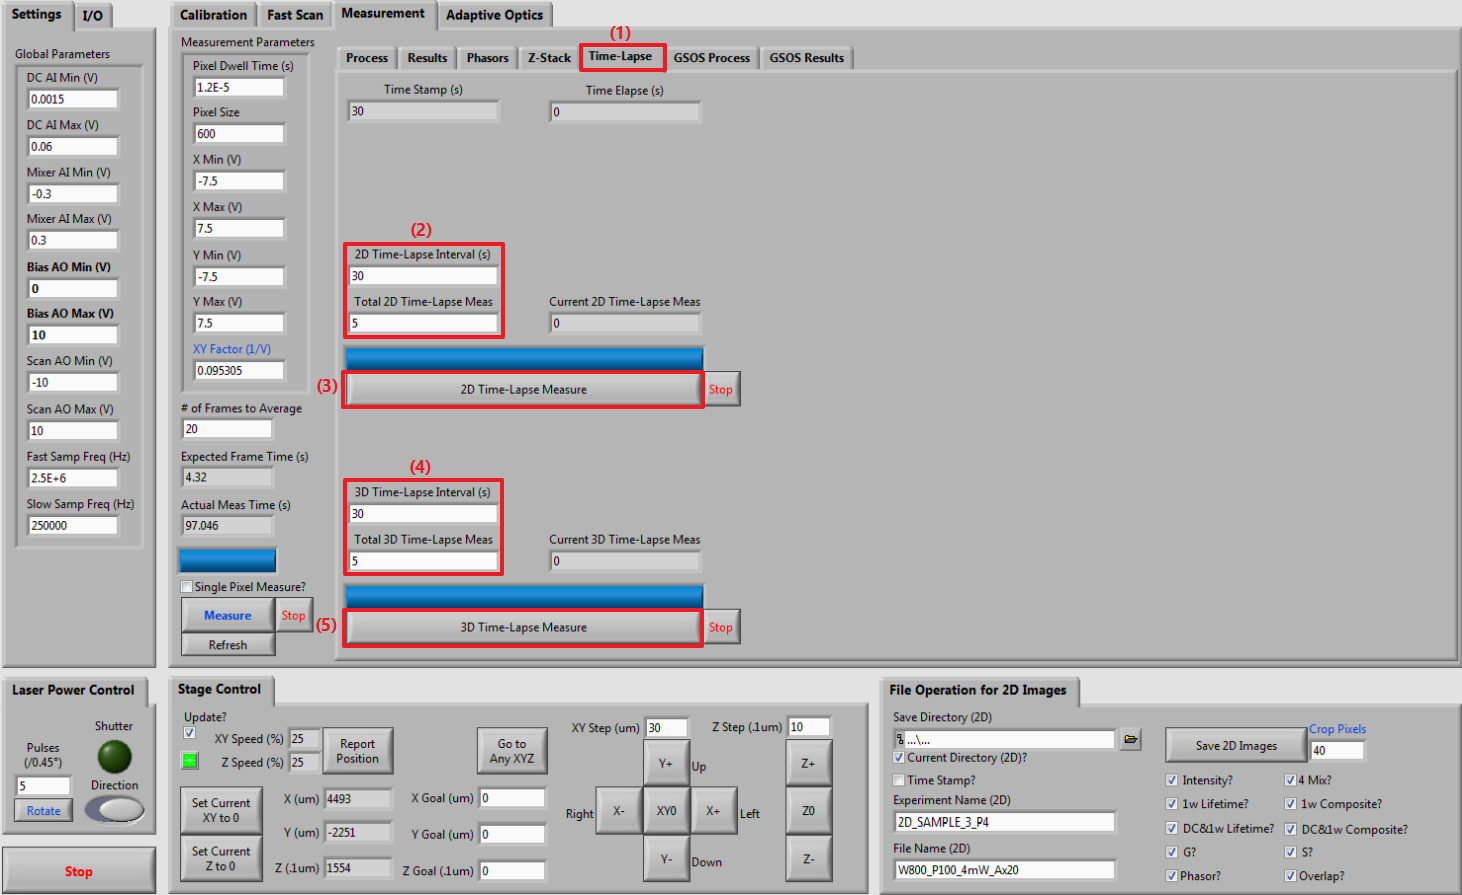 Settings
I/O
Global Parameters
DC AI Min (V)
0.0015
DC AI Max (V)
0.06
Mixer AI Min (V)
-0.3
Mixer AI Max (V)
0.3
Bias AO Min (V)
0
Bias AO Max (V)
10
Scan AO Min (V)
-10
Scan AO Max (V)
10
Fast Samp Freq (Hz)
2.5E+6
Slow Samp Freq (Hz)
250000
Calibration
Fast Scan
Measurement
Adaptive Optics
Measurement Parameters
Pixel Dwell Time (s)
1.2E-5
Pixel Size
600
X Min (V)
-7.5
X Max (V)
7.5
Y Min (V)
-7.5
Y Max (V)
7.5
XY Factor (1/V)
0.095305
# of Frames to Average
20
Expected Frame Time (s)
4.32
Actual Meas Time (s)
97.046
Single Pixel Measure?
Measure
Stop
Refresh
(1)
Process
Results
Phasors
Z-Stack
Time-Lapse
GSOS Process
GSOS Results
Time Stamp (s)
30
Time Elapse (s)
0
(2)
2D Time-Lapse Interval (s)
30
Total 2D Time-Lapse Meas
5
Current 2D Time-Lapse Meas
0
(3)
2D Time-Lapse Measure
Stop
(4)
3D Time-Lapse Interval (s)
30
Total 3D Time-Lapse Meas
5
Current 3D Time-Lapse Meas
0
(5)
3D Time-Lapse Measure
Stop
Laser Power Control
Shutter
Pulses
(/0.45°)
5
Direction
Rotate
Stop
Stage Control
Update?
XY Speed (%)
25
Z Speed (%)
25
Report
Position
Go to
Any XYZ
Set Current
XY to 0
Set Current
Z to 0
X (um)
4493
Y (um)
-2251
Z (.1um)
1554
X Goal (um)
0
Y Goal (um)
0
Z Goal (.1um)
0
XY Step (um)
30
Z Step (.1um)
10
Y+
Up
Right
X-
XY0
X+
Left
Y-
Down
Z+
Z0
Z-
File Operation for 2D Images
Save Directory (2D)
...\...
Current Directory (2D)?
Time Stamp?
Experiment Name (2D)
2D_SAMPLE_3_P4
File Name (2D)
W800_P100_4mW_Ax20
Save 2D Images
Crop Pixels
40
Intensity?
4 Mix?
1w Lifetime?
1w Composite?
DC&1w Lifetime?
DC&1w Composite?
G?
S?
Phasor?
Overlap?